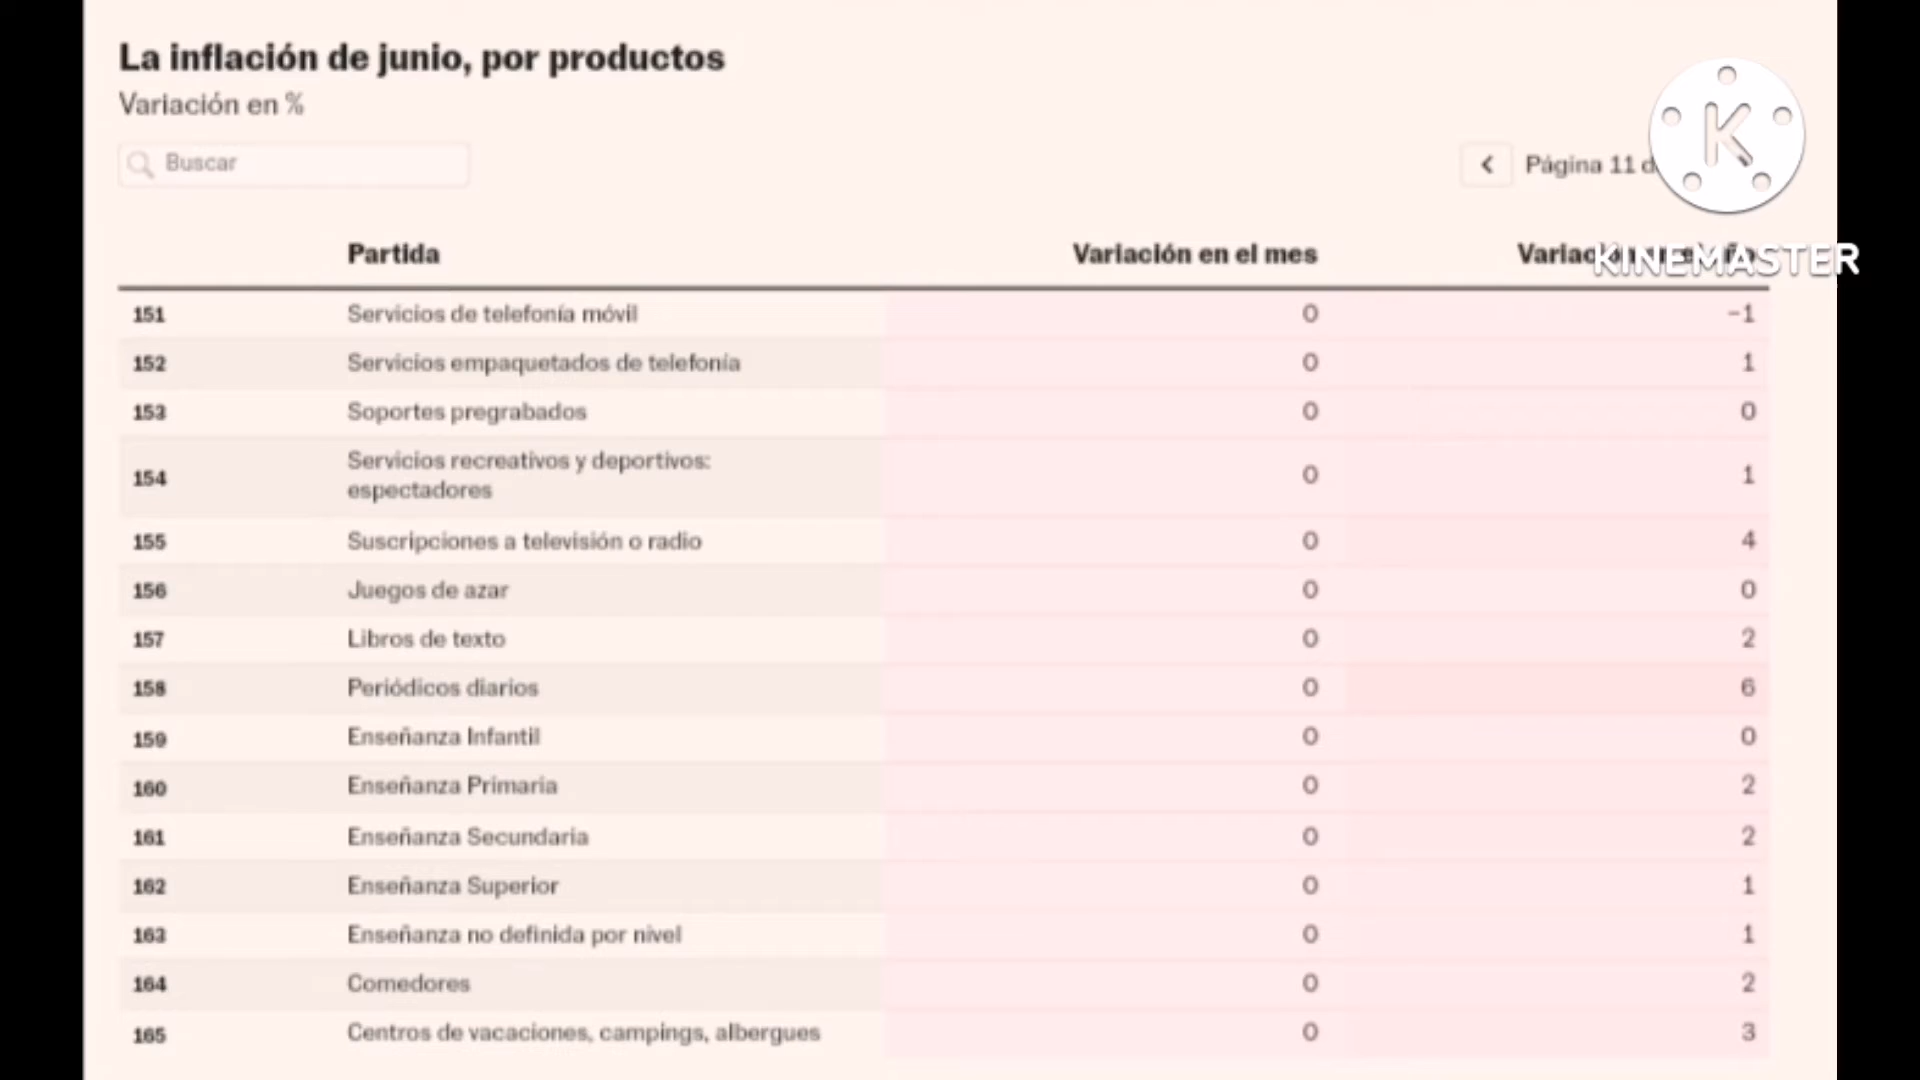 La inflación de junio, por productos
Variación en %
Buscar
Página 11
K
KINEMASTER
Partida Variación en el mes
151 Servicios de telefonía móvil 0 -1
152 Servicios empaquetados de telefonía 0 1
153 Soportes pregrabados 0 0
154 Servicios recreativos y deportivos: espectadores 0 1
155 Suscripciones a televisión o radio 0 4
156 Juegos de azar 0 0
157 Libros de texto 0 2
158 Periódicos diarios 0 6
159 Enseñanza Infantil 0 0
160 Enseñanza Primaria 0 2
161 Enseñanza Secundaria 0 2
162 Enseñanza Superior 0 1
163 Enseñanza no definida por nivel 0 1
164 Comedores 0 2
165 Centros de vacaciones, campings, albergues 0 3